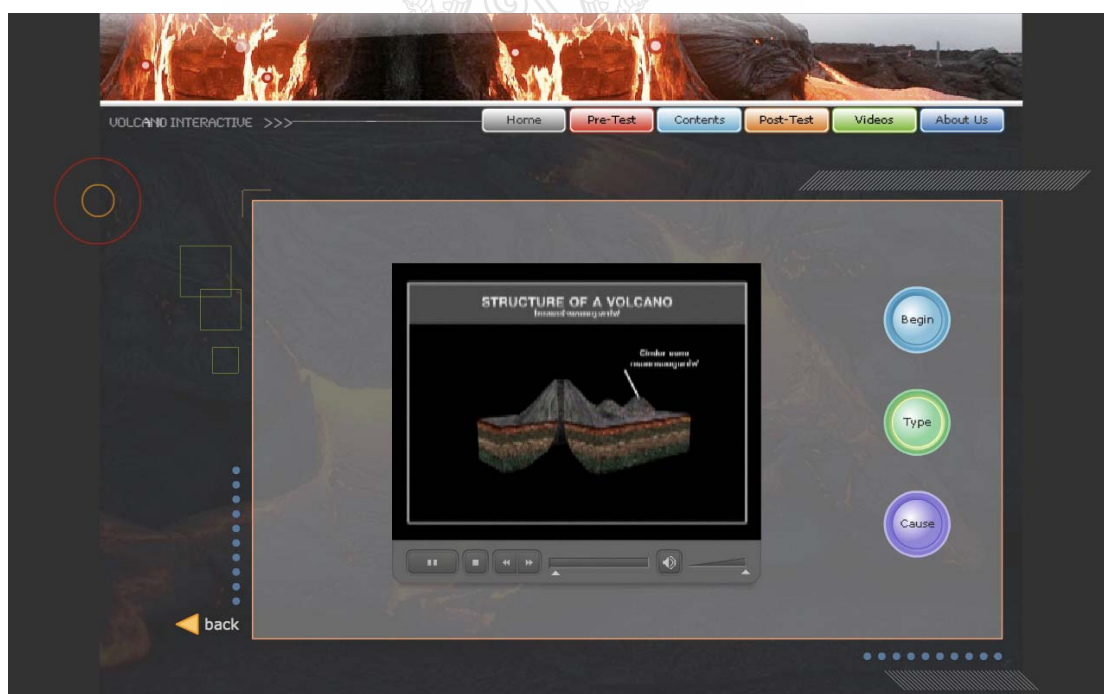 VOLCANO INTERACTIVE >>>
Home
Pre-Test
Contents
Post-Test
Videos
About Us
STRUCTURE OF A VOLCANO
Begin
Type
Cause
back